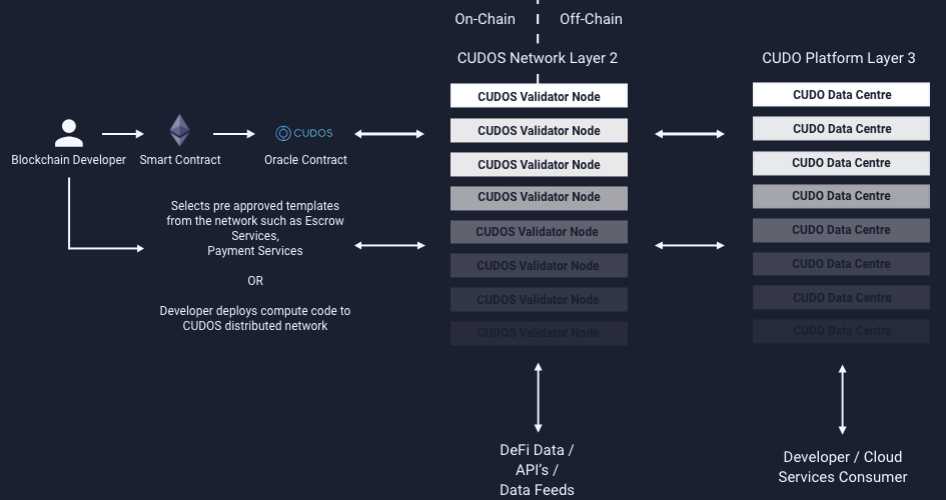 On-Chain
Off-Chain
CUDOS Network Layer 2
CUDO Platform Layer 3
CUDOS Validator Node
CUDOS Validator Node
CUDOS Validator Node
CUDOS Validator Node
CUDOS Validator Node
CUDOS Validator Node
CUDOS Validator Node
CUDOS Validator Node
CUDO Data Centre
CUDO Data Centre
CUDO Data Centre
CUDO Data Centre
CUDO Data Centre
CUDO Data Centre
CUDO Data Centre
CUDO Data Centre
Blockchain Developer
Smart Contract
CUDOS
Oracle Contract
Selects pre approved templates
from the network such as Escrow
Services,
Payment Services
OR
Developer deploys compute code to
CUDOS distributed network
DeFi Data /
API's /
Data Feeds
Developer / Cloud
Services Consumer